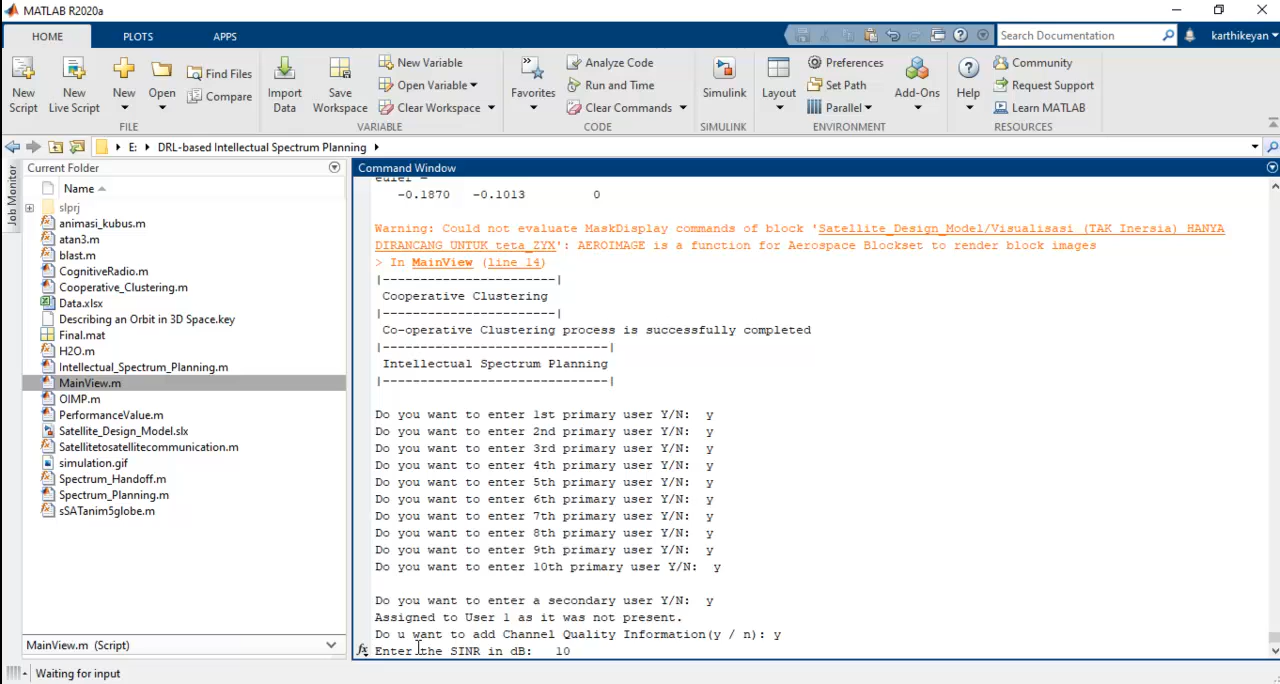 MATLAB R2020a
HOME PLOTS APPS
Search Documentation
karthikeyan
New Script
New Live Script
New
Open
Find Files
Compare
FILE
Import Data
Save Workspace
New Variable
Open Variable
Clear Workspace
VARIABLE
Favorites
Analyze Code
Run and Time
Clear Commands
CODE
Simulink
SIMULINK
Layout
Preferences
Set Path
Parallel
Add-Ons
ENVIRONMENT
Help
Community
Request Support
Learn MATLAB
RESOURCES
E: DRL-based Intellectual Spectrum Planning
Job Monitor
Current Folder
Name
slprj
animasi_kubus.m
atan3.m
blast.m
CognitiveRadio.m
Cooperative_Clustering.m
Data.xlsx
Describing an Orbit in 3D Space.key
Final.mat
H2O.m
Intellectual_Spectrum_Planning.m
MainView.m
OIMP.m
PerformanceValue.m
Satellite_Design_Model.slx
Satellitetosatellitecommunication.m
simulation.gif
Spectrum_Handoff.m
Spectrum_Planning.m
sSATanim5globe.m
MainView.m (Script)
Waiting for input
Command Window
euler =
-0.1870 -0.1013 0
Warning: Could not evaluate MaskDisplay commands of block 'Satellite_Design_Model/Visualisasi (TAK Inersia) HANYA
DIRANCANG UNTUK teta_ZYX': AEROIMAGE is a function for Aerospace Blockset to render block images
> In MainView (line 14)
|-----------------------|
Cooperative Clustering
|-----------------------|
Co-operative Clustering process is successfully completed
|------------------------------|
Intellectual Spectrum Planning
|------------------------------|
Do you want to enter 1st primary user Y/N: y
Do you want to enter 2nd primary user Y/N: y
Do you want to enter 3rd primary user Y/N: y
Do you want to enter 4th primary user Y/N: y
Do you want to enter 5th primary user Y/N: y
Do you want to enter 6th primary user Y/N: y
Do you want to enter 7th primary user Y/N: y
Do you want to enter 8th primary user Y/N: y
Do you want to enter 9th primary user Y/N: y
Do you want to enter 10th primary user Y/N: y
Do you want to enter a secondary user Y/N: y
Assigned to User 1 as it was not present.
Do u want to add Channel Quality Information(y / n): y
fx Enter the SINR in dB: 10